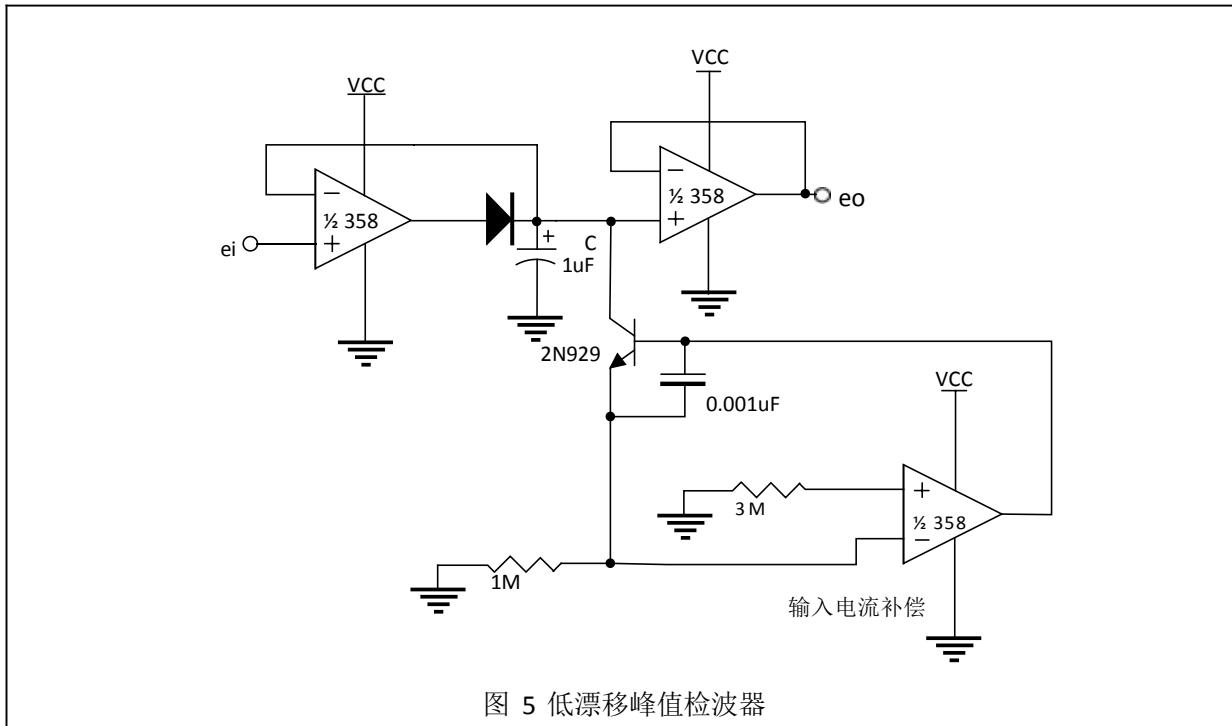 VCC
VCC
½ 358
½ 358
ei
eo
C
1uF
2N929
0.001uF
VCC
3 M
½ 358
1M
输入电流补偿
图 5 低漂移峰值检波器